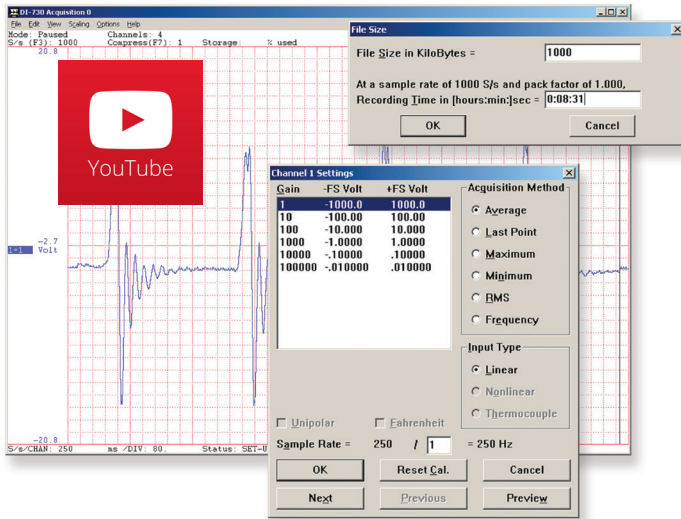 DI-730 Acquisition 0
File Edit View Scaling Options Help
Mode: Paused Channels: 4
S/s (F3): 1000 Compress(F7): 1 Storage: % used
20.8
YouTube
-2.7
1=1 Volt
-20.8
S/s/CHAN: 250 ms /DIV: 80. Status: SET-U
File Size
File Size in KiloBytes = 1000
At a sample rate of 1000 S/s and pack factor of 1.000,
Recording Time in [hours:min:]sec = 0:08:31
OK Cancel
Channel 1 Settings
Gain -FS Volt +FS Volt
1 -1000.0 1000.0
10 -100.00 100.00
100 -10.000 10.000
1000 -1.0000 1.0000
10000 -.10000 .10000
100000 -.010000 .010000
Acquisition Method
Average
Last Point
Maximum
Minimum
RMS
Frequency
Input Type
Linear
Nonlinear
Thermocouple
Unipolar Fahrenheit
Sample Rate = 250 / 1 = 250 Hz
OK Reset Cal. Cancel
Next Previous Preview